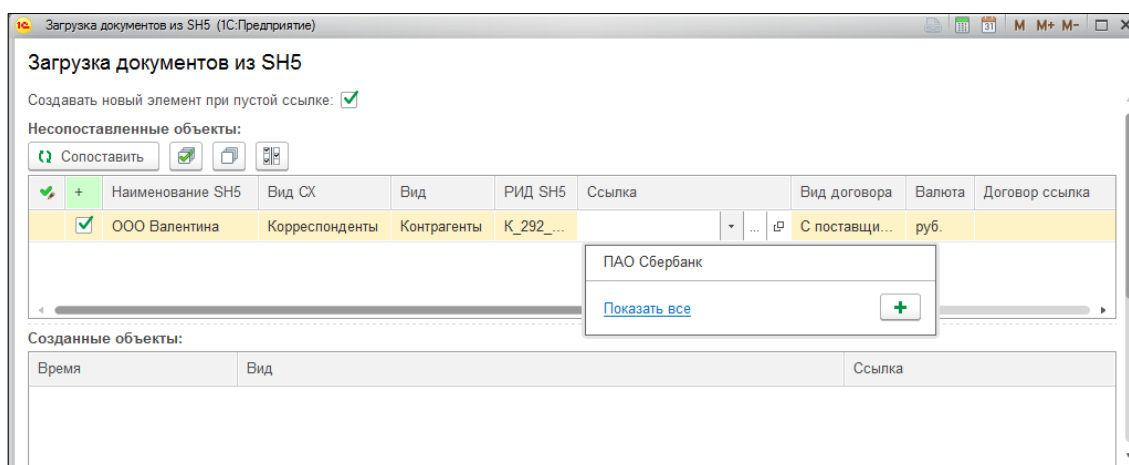 Загрузка документов из SH5 (1С:Предприятие)
31 M M+ M-
Загрузка документов из SH5
Создавать новый элемент при пустой ссылке:
Несопоставленные объекты:
Сопоставить
+ Наименование SH5 Вид СХ Вид РИД SH5 Ссылка Вид договора Валюта Договор ссылка
ООО Валентина Корреспонденты Контрагенты К_292_... ... С поставщи... руб.
ПАО Сбербанк
Показать все
Созданные объекты:
Время Вид Ссылка